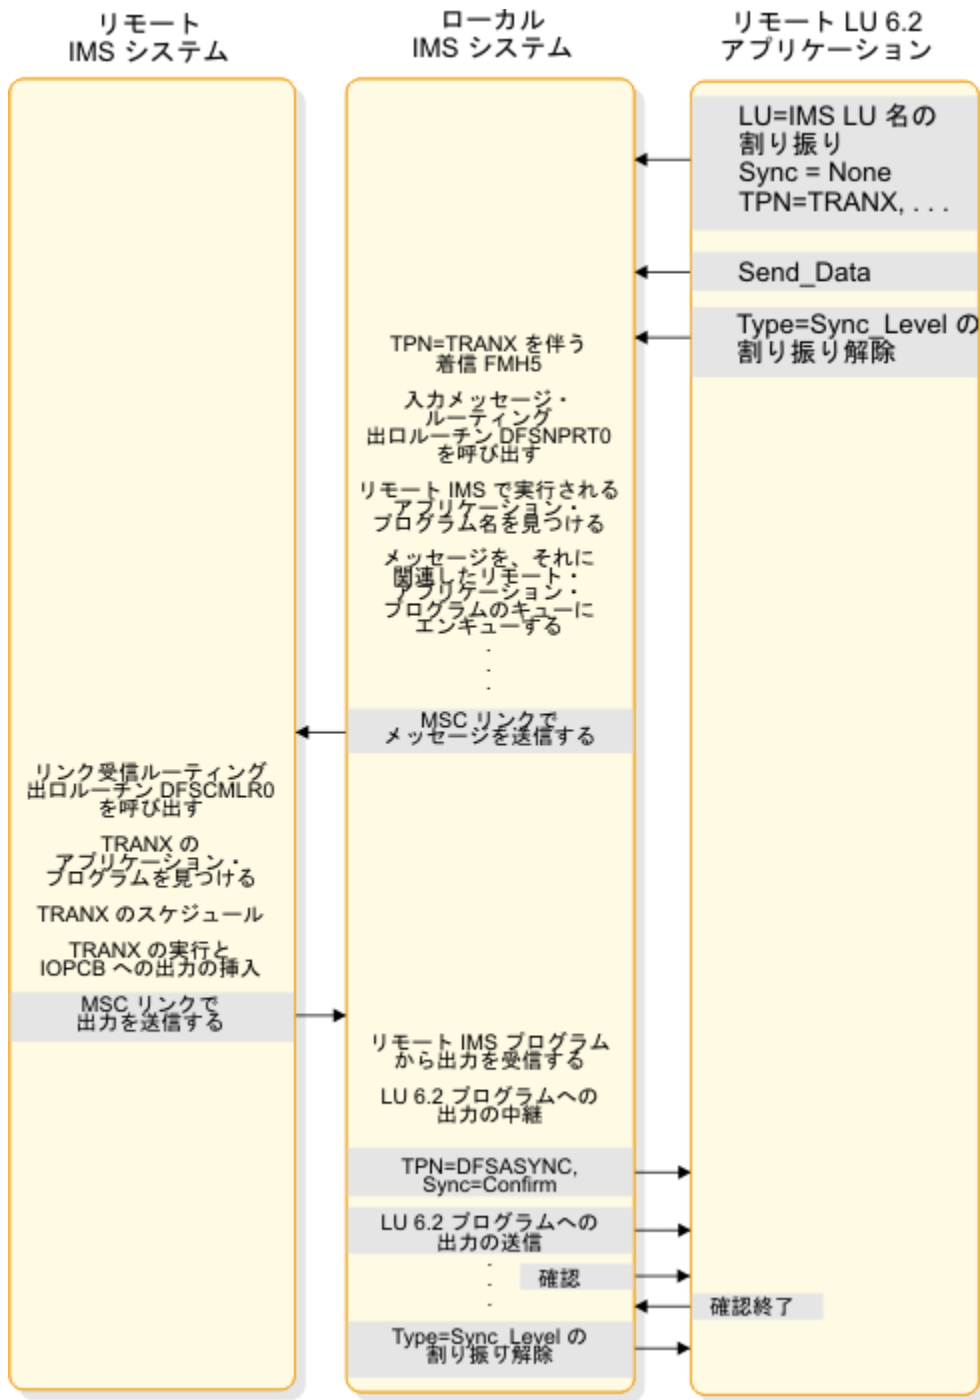 リモート
IMS システム
ローカル
IMS システム
リモート LU 6.2
アプリケーション
LU=IMS LU 名の
割り振り
Sync = None
TPN=TRANX, . . .
Send_Data
Type=Sync_Level の
割り振り解除
TPN=TRANX を伴う
着信 FMH5
入力メッセージ・
ルーティング
出口ルーチン DFSNPRT0
を呼び出す
リモート IMS で実行される
アプリケーション・
プログラム名を見つける
メッセージを、それに
関連したリモート・
アプリケーション・
プログラムのキューに
エンキューする
.
.
.
MSC リンクで
メッセージを送信する
リンク受信ルーティング
出口ルーチン DFSCMLR0
を呼び出す
TRANX の
アプリケーション・
プログラムを見つける
TRANX のスケジュール
TRANX の実行と
IOPCB への出力の挿入
MSC リンクで
出力を送信する
リモート IMS プログラム
から出力を受信する
LU 6.2 プログラムへの
出力の中継
TPN=DFSASYNC,
Sync=Confirm
LU 6.2 プログラムへの
出力の送信
.
.
.
確認
確認終了
Type=Sync_Level の
割り振り解除